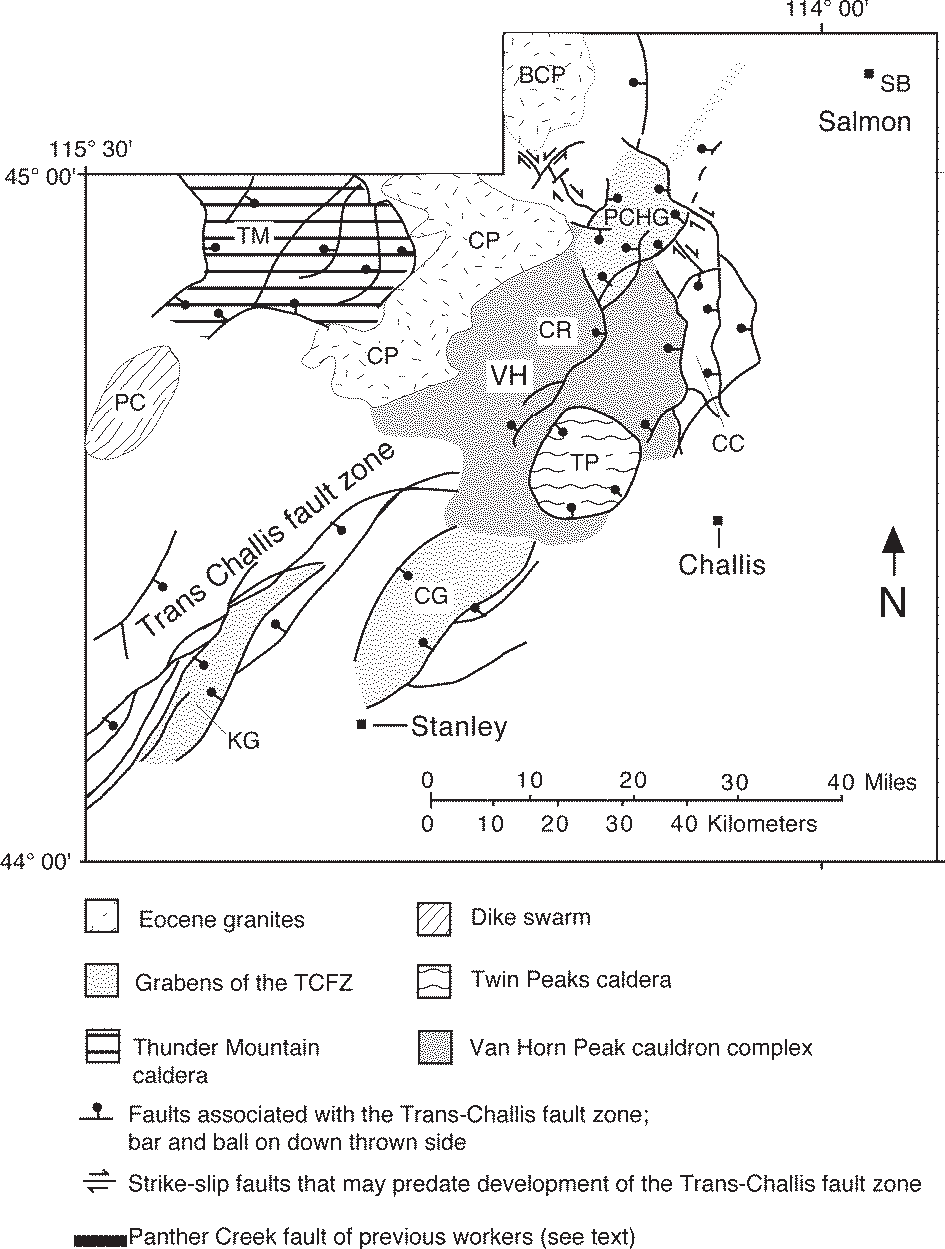 114° 00'
BCP
SB
Salmon
115° 30'
45° 00'
TM
CP
PCHG
CR
CP
VH
PC
CC
TP
Trans Challis fault zone
Challis
CG
N
Stanley
KG
0 10 20 30 40 Miles
0 10 20 30 40 Kilometers
44° 00'
Eocene granites
Dike swarm
Grabens of the TCFZ
Twin Peaks caldera
Thunder Mountain
caldera
Van Horn Peak cauldron complex
Faults associated with the Trans-Challis fault zone;
bar and ball on down thrown side
Strike-slip faults that may predate development of the Trans-Challis fault zone
Panther Creek fault of previous workers (see text)